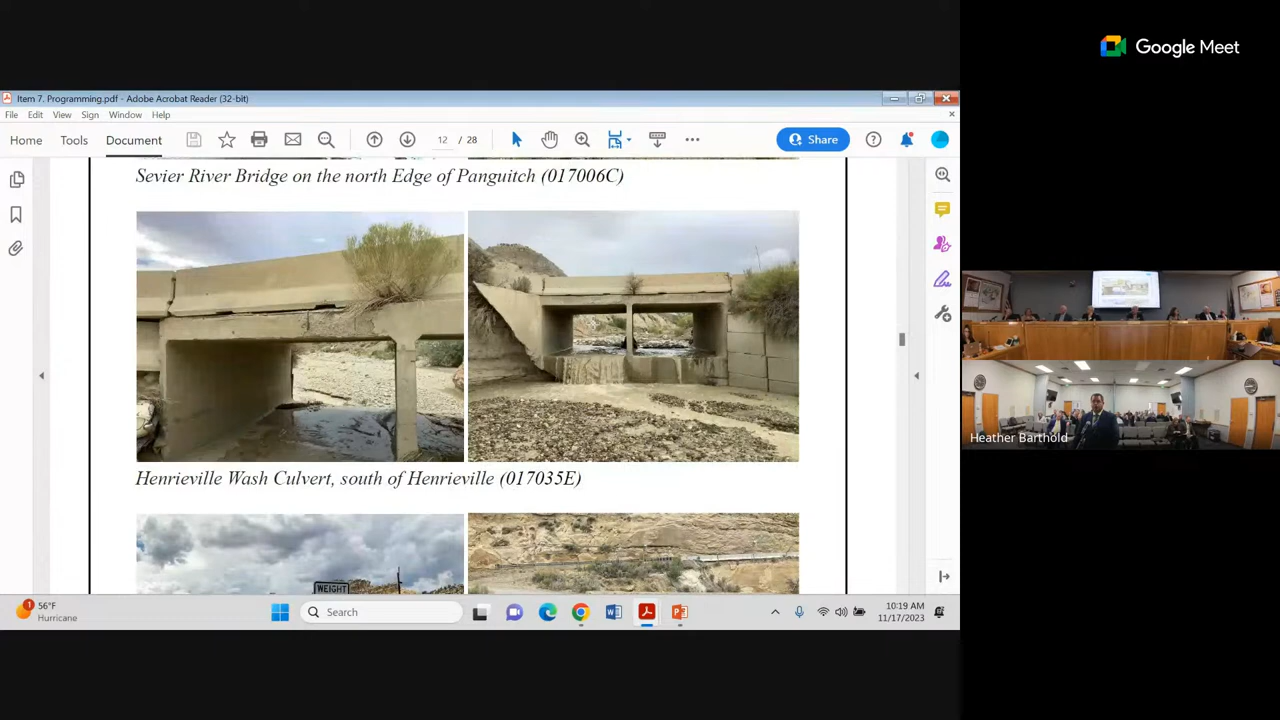 Google Meet
Item 7. Programming.pdf - Adobe Acrobat Reader (32-bit)
File Edit View Sign Window Help
Home Tools Document 12 / 28 Share
Sevier River Bridge on the north Edge of Panguitch (017006C)
Henrieville Wash Culvert, south of Henrieville (017035E)
WEIGHT
Heather Barthold
1 56°F
Hurricane
Search
10:19 AM
11/17/2023